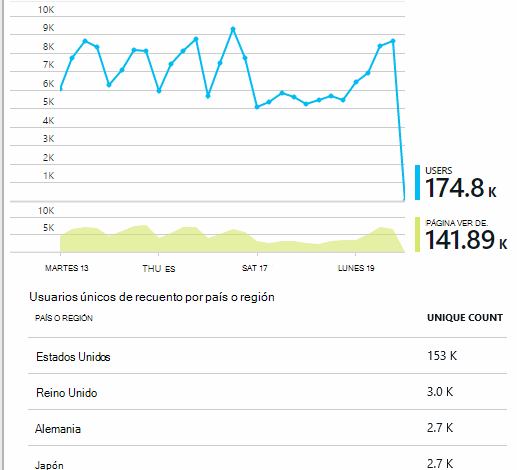 10K
9K
8K
7K
6K
5K
4K
3K
2K
1K
USERS
174.8 K
10K
5K
PÁGINA VER DE.
141.89 K
MARTES 13 THU ES SAT 17 LUNES 19
Usuarios únicos de recuento por país o región
PAÍS O REGIÓN UNIQUE COUNT
Estados Unidos 153 K
Reino Unido 3.0 K
Alemania 2.7 K
Japón 2.7 K